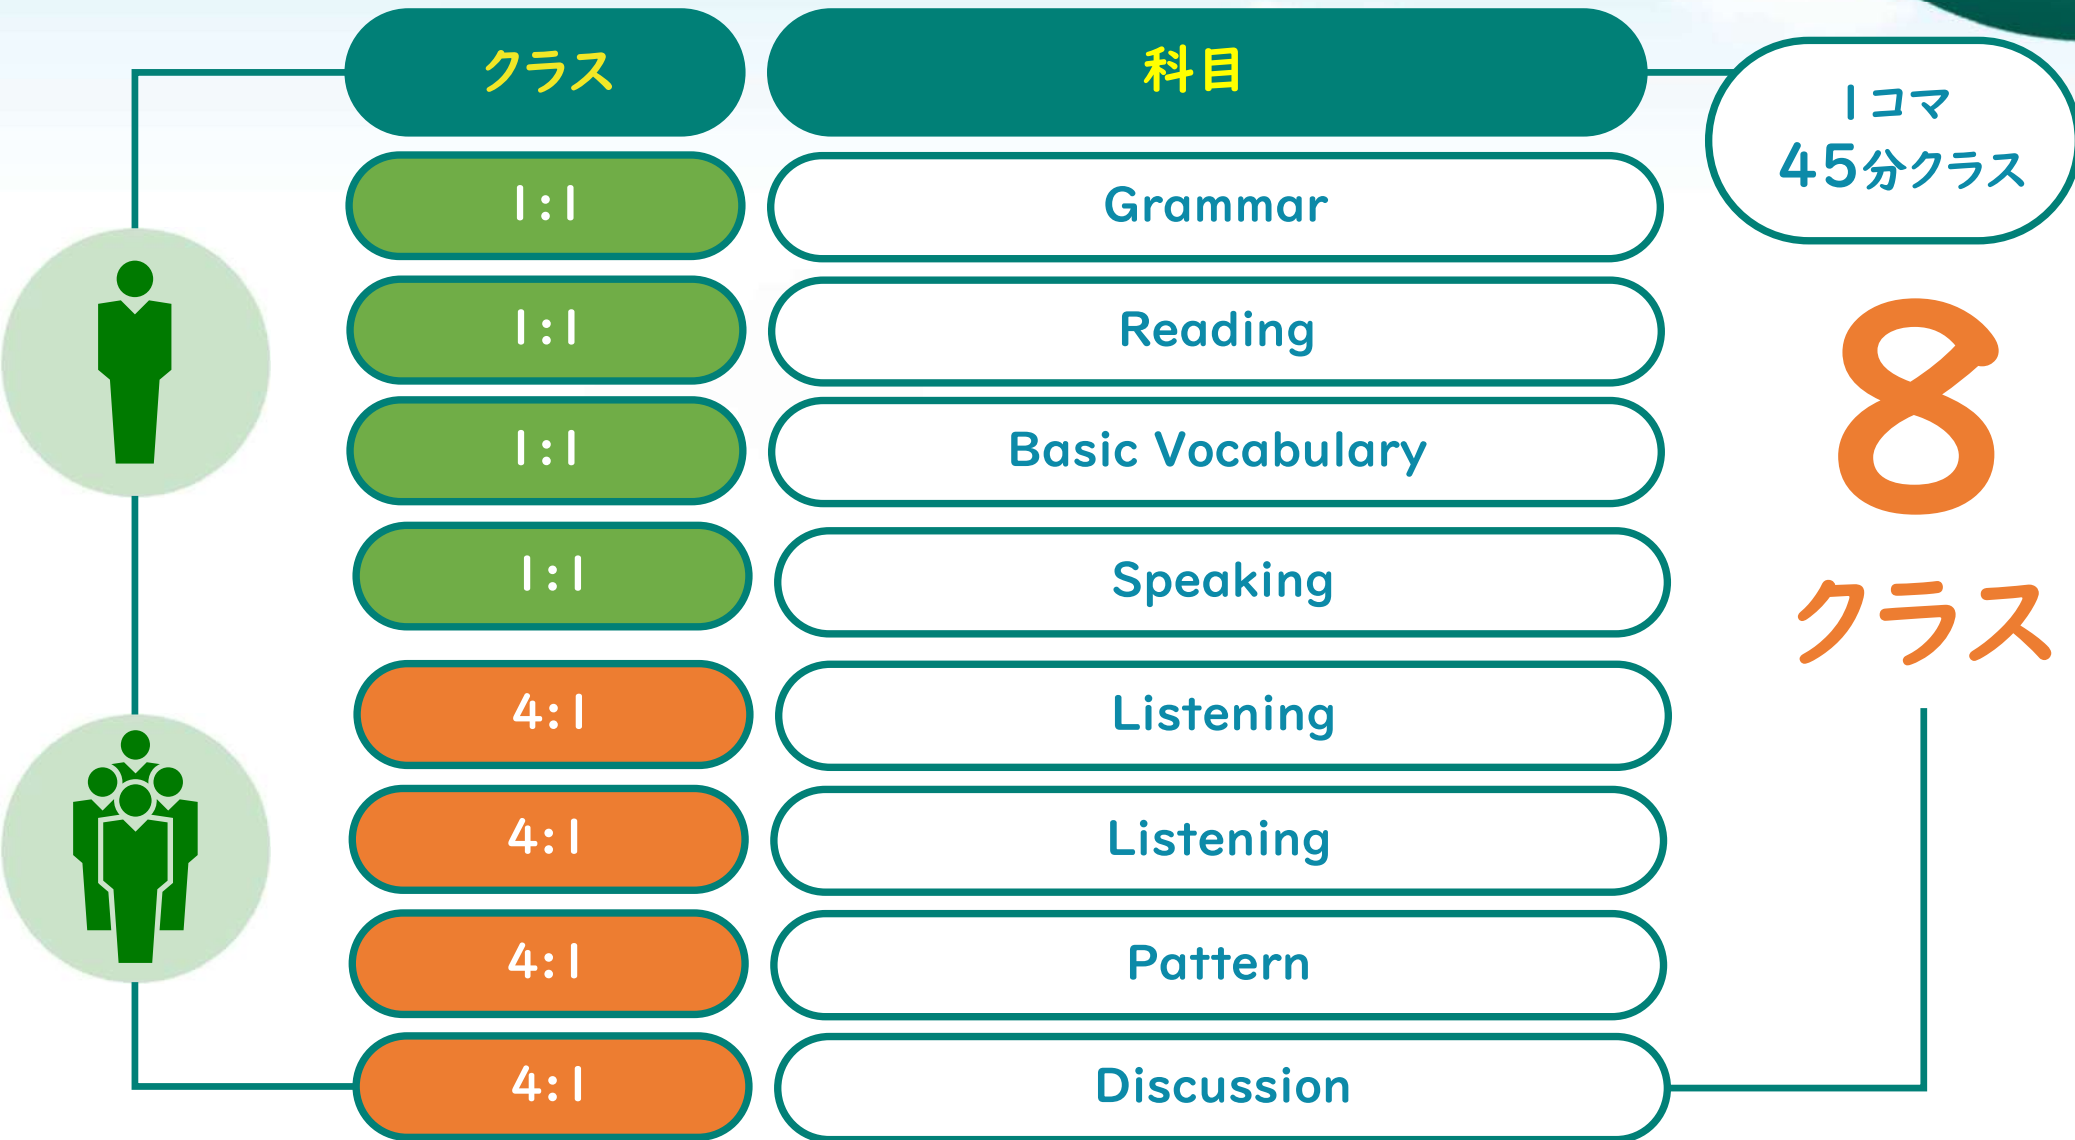 クラス 科目
1コマ
45分クラス
1:1 Grammar
1:1 Reading
1:1 Basic Vocabulary
1:1 Speaking
4:1 Listening
4:1 Listening
4:1 Pattern
4:1 Discussion
8
クラス